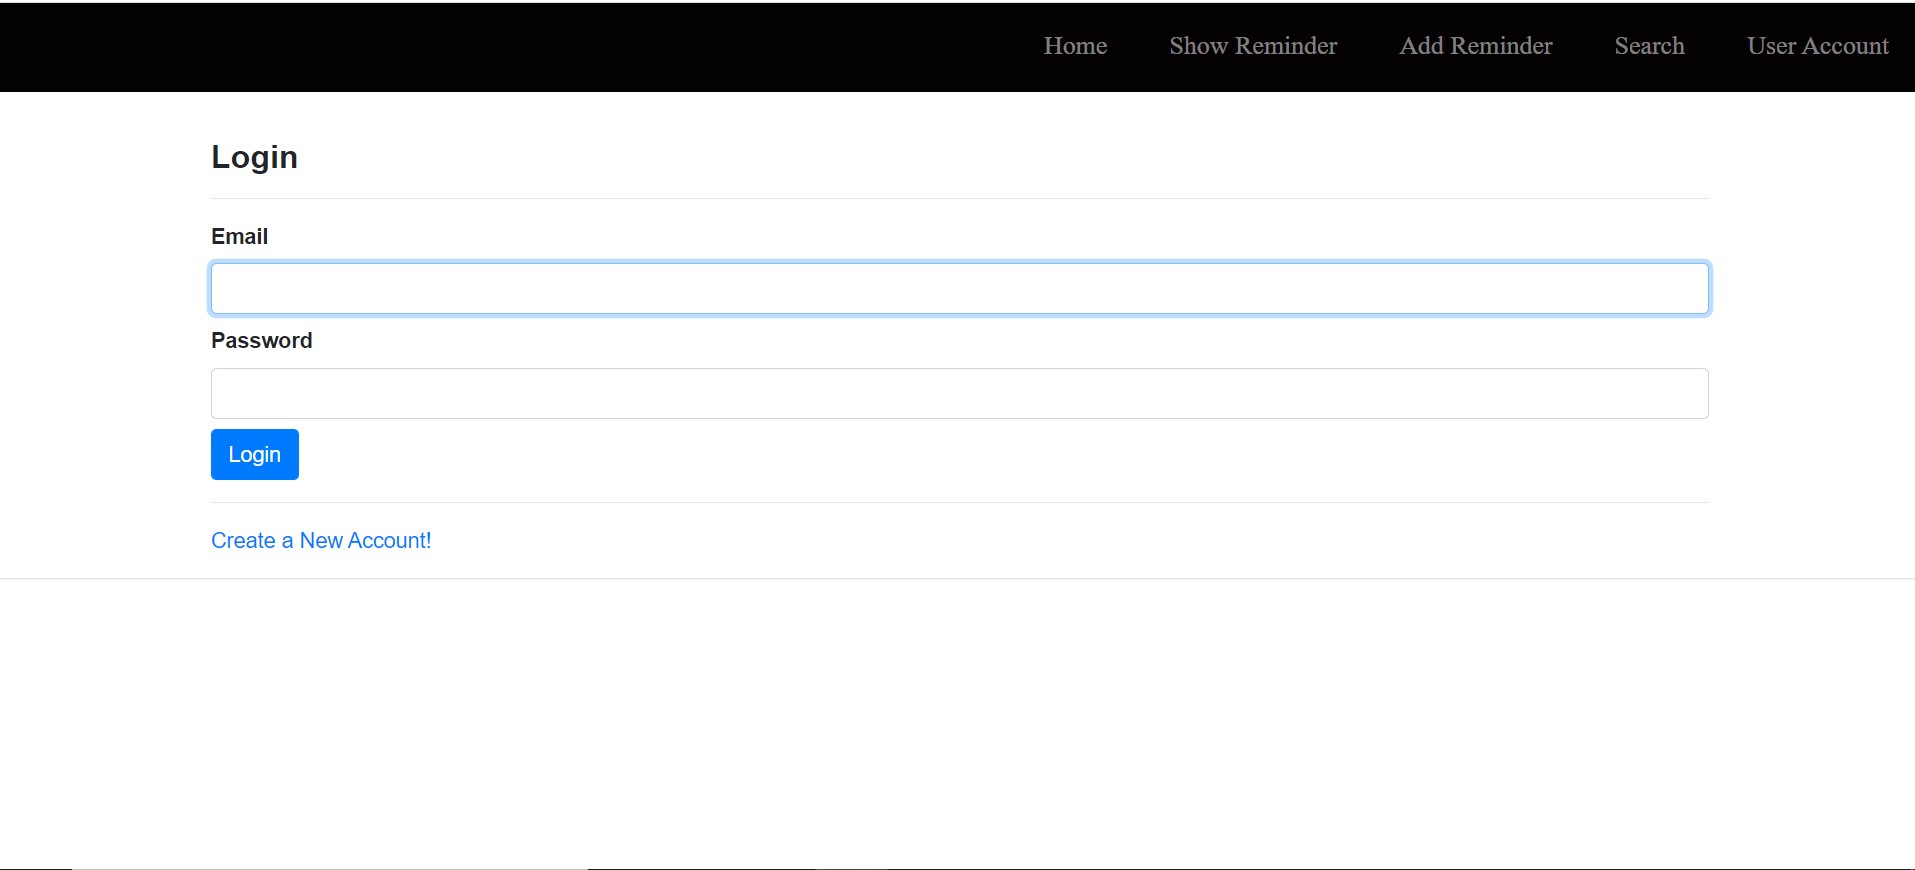 Home Show Reminder Add Reminder Search User Account
Login
Email
Password
Login
Create a New Account!